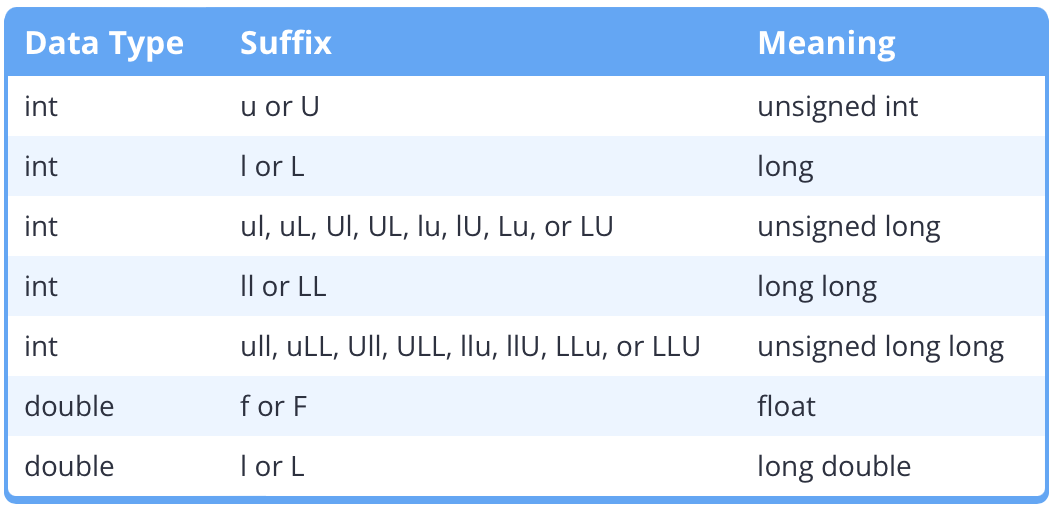 Data Type Suffix Meaning
int u or U unsigned int
int l or L long
int ul, uL, Ul, UL, lu, lU, Lu, or LU unsigned long
int ll or LL long long
int ull, uLL, Ull, ULL, llu, llU, LLu, or LLU unsigned long long
double f or F float
double l or L long double